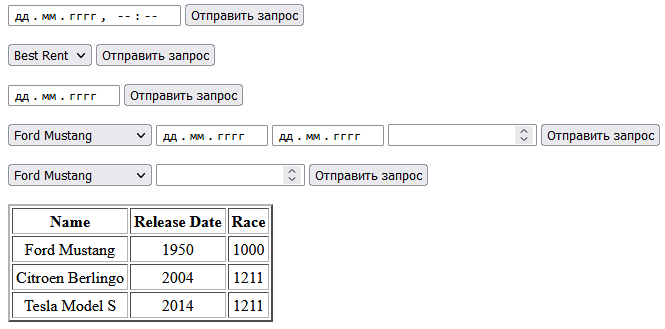 дд.мм.гггг, --:-- Отправить запрос
Best Rent Отправить запрос
дд.мм.гггг Отправить запрос
Ford Mustang дд.мм.гггг дд.мм.гггг Отправить запрос
Ford Mustang Отправить запрос
Name Release Date Race
Ford Mustang 1950 1000
Citroen Berlingo 2004 1211
Tesla Model S 2014 1211